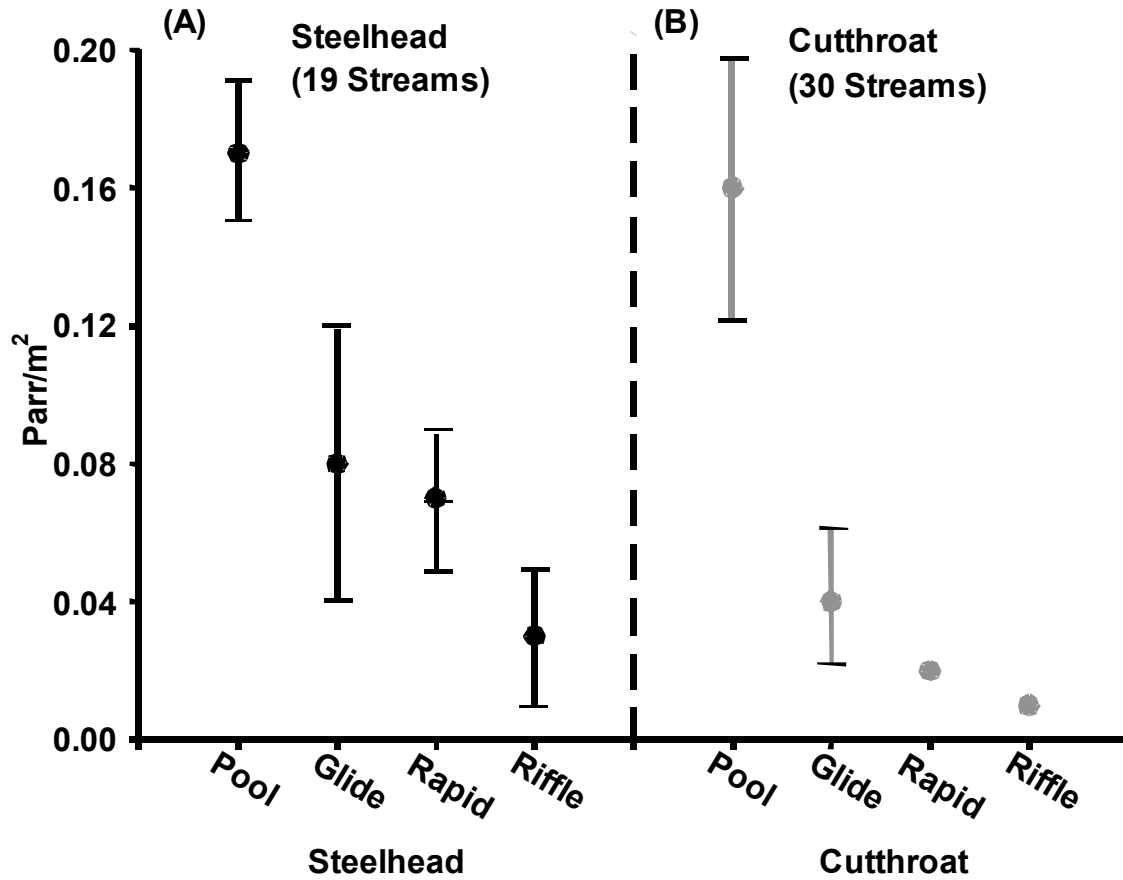 (A)
Steelhead
(19 Streams)
(B)
Cutthroat
(30 Streams)
Parr/m²
0.20
0.16
0.12
0.08
0.04
0.00
Pool
Glide
Rapid
Riffle
Pool
Glide
Rapid
Riffle
Steelhead
Cutthroat